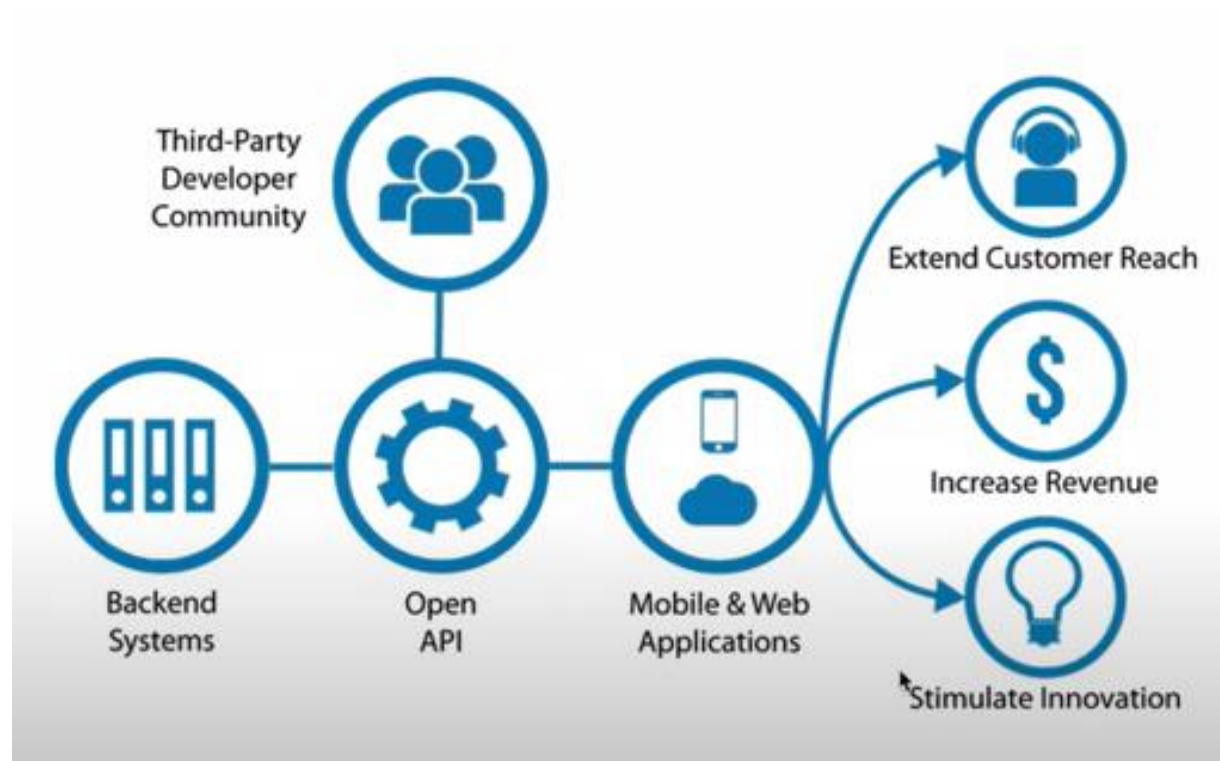 Third-Party
Developer
Community
Extend Customer Reach
$
Increase Revenue
Backend
Systems
Open
API
Mobile & Web
Applications
Stimulate Innovation